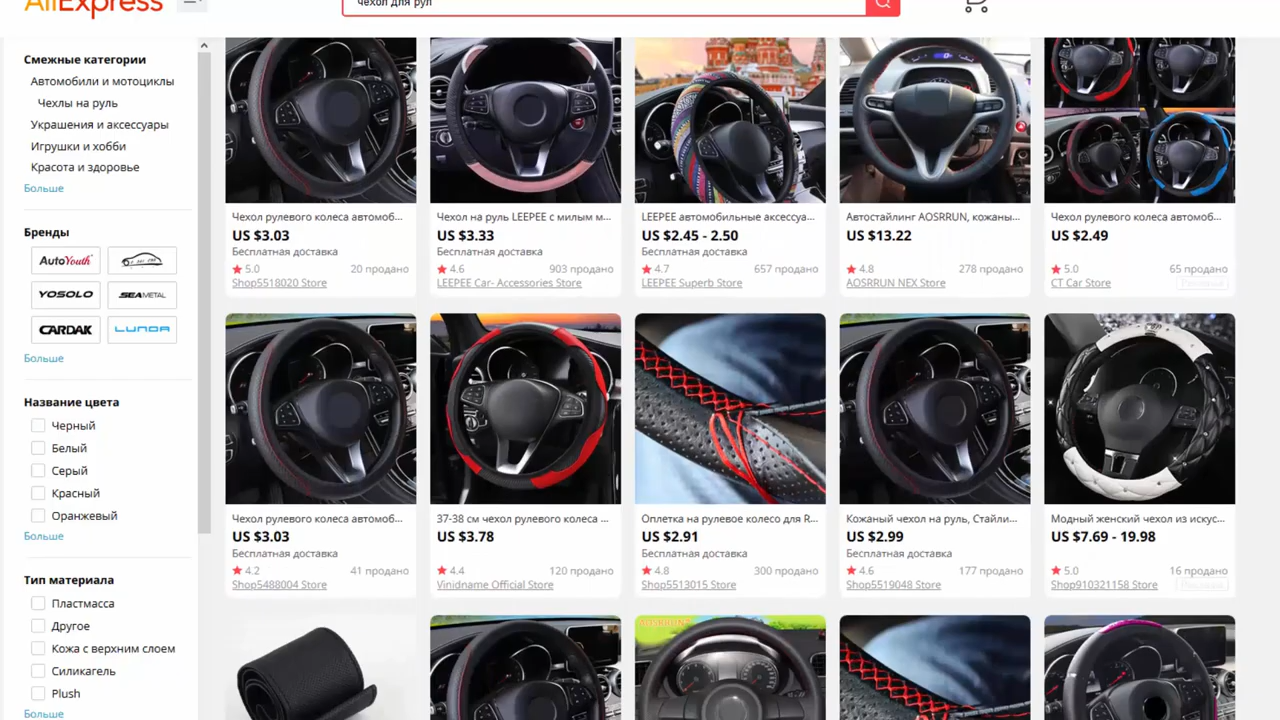 AliExpress
чехол для рул
Смежные категории
Автомобили и мотоциклы
Чехлы на руль
Украшения и аксессуары
Игрушки и хобби
Красота и здоровье
Больше
Бренды
AutoYouth
YOSOLO
SEAMETAL
CARDAK
LUNDA
Больше
Название цвета
Черный
Белый
Серый
Красный
Оранжевый
Больше
Тип материала
Пластмасса
Другое
Кожа с верхним слоем
Силикагель
Plush
Больше
Чехол рулевого колеса автомоб...
US $3.03
Бесплатная доставка
5.0 20 продано
Shop5518020 Store
Чехол на руль LEEPEE с милым м...
US $3.33
Бесплатная доставка
4.6 903 продано
LEEPEE Car- Accessories Store
LEEPEE автомобильные аксессуа...
US $2.45 - 2.50
Бесплатная доставка
4.7 657 продано
LEEPEE Superb Store
Автостайлинг AOSRRUN, кожаны...
US $13.22
4.8 278 продано
AOSRRUN NEX Store
Чехол рулевого колеса автомоб...
US $2.49
5.0 65 продано
CT Car Store
Чехол рулевого колеса автомоб...
US $3.03
Бесплатная доставка
4.2 41 продано
Shop5488004 Store
37-38 см чехол рулевого колеса ...
US $3.78
4.4 120 продано
Vinidname Official Store
Оплетка на рулевое колесо для R...
US $2.91
Бесплатная доставка
4.8 300 продано
Shop5513015 Store
Кожаный чехол на руль, Стайли...
US $2.99
Бесплатная доставка
4.6 177 продано
Shop5519048 Store
Модный женский чехол из искус...
US $7.69 - 19.98
5.0 16 продано
Shop910321158 Store
AOSRRUN